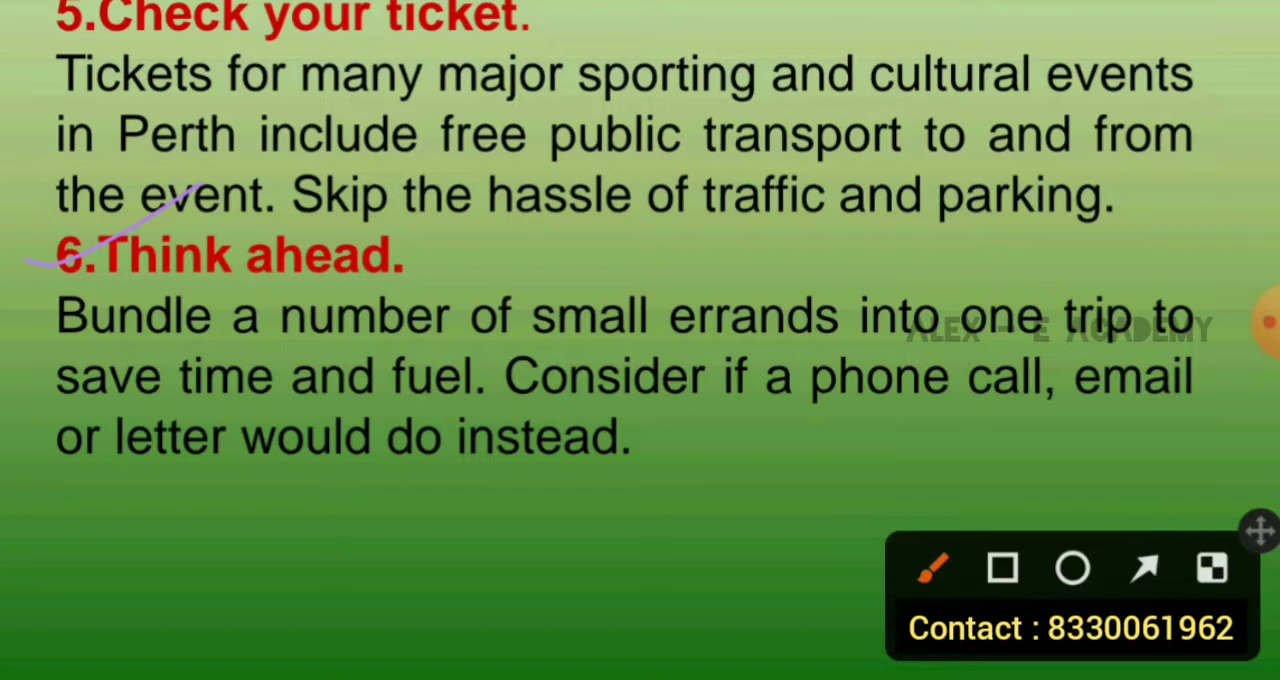 5.Check your ticket.
Tickets for many major sporting and cultural events
in Perth include free public transport to and from
the event. Skip the hassle of traffic and parking.
6.Think ahead.
Bundle a number of small errands into one trip to
ALEX - E ACADEMY
save time and fuel. Consider if a phone call, email
or letter would do instead.
Contact : 8330061962